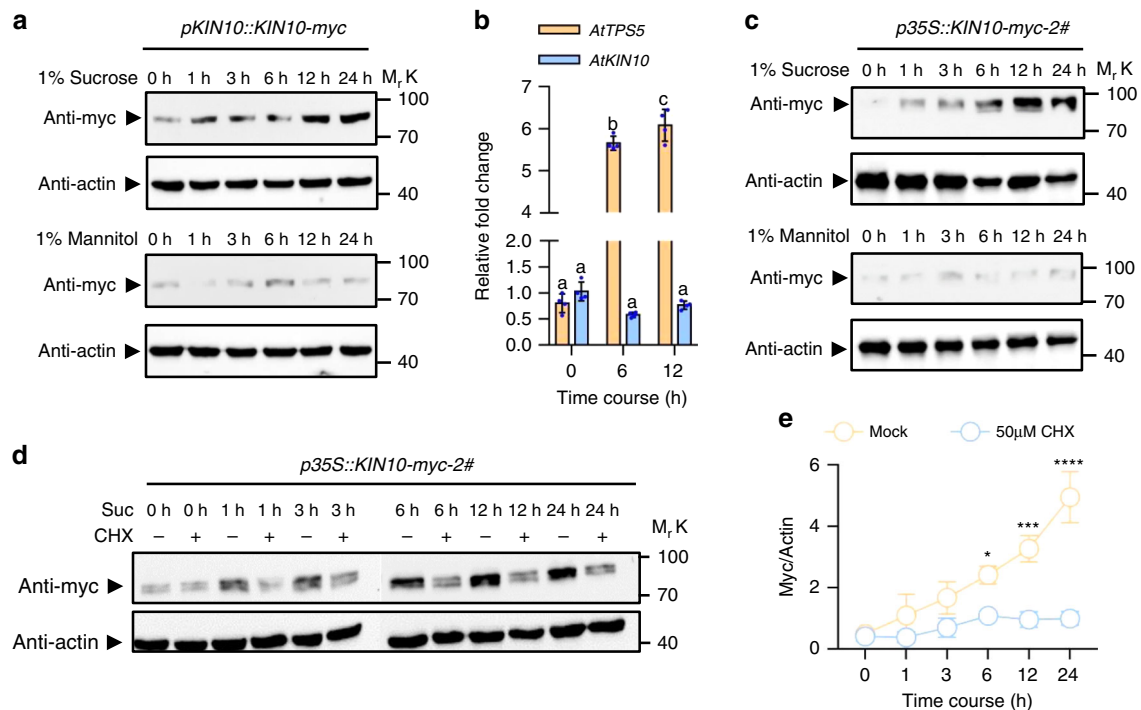 a
pKIN10::KIN10-myc
1% Sucrose 0 h 1 h 3 h 6 h 12 h 24 h Mr K
Anti-myc
100
70
Anti-actin
40
1% Mannitol 0 h 1 h 3 h 6 h 12 h 24 h
Anti-myc
100
70
Anti-actin
40
b
AtTPS5
AtKIN10
Relative fold change
7
6
5
4
2.0
1.5
1.0
0.5
0.0
a a b a c a
0 6 12
Time course (h)
c
p35S::KIN10-myc-2#
1% Sucrose 0 h 1 h 3 h 6 h 12 h 24 h Mr K
Anti-myc
100
70
Anti-actin
40
1% Mannitol 0 h 1 h 3 h 6 h 12 h 24 h
Anti-myc
100
70
Anti-actin
40
d
p35S::KIN10-myc-2#
Suc 0 h 0 h 1 h 1 h 3 h 3 h 6 h 6 h 12 h 12 h 24 h 24 h
CHX – + – + – + – + – + – + Mr K
Anti-myc
100
70
Anti-actin
40
e
Mock 50μM CHX
Myc/Actin
6
4
2
0
* *** ****
0 1 3 6 12 24
Time course (h)